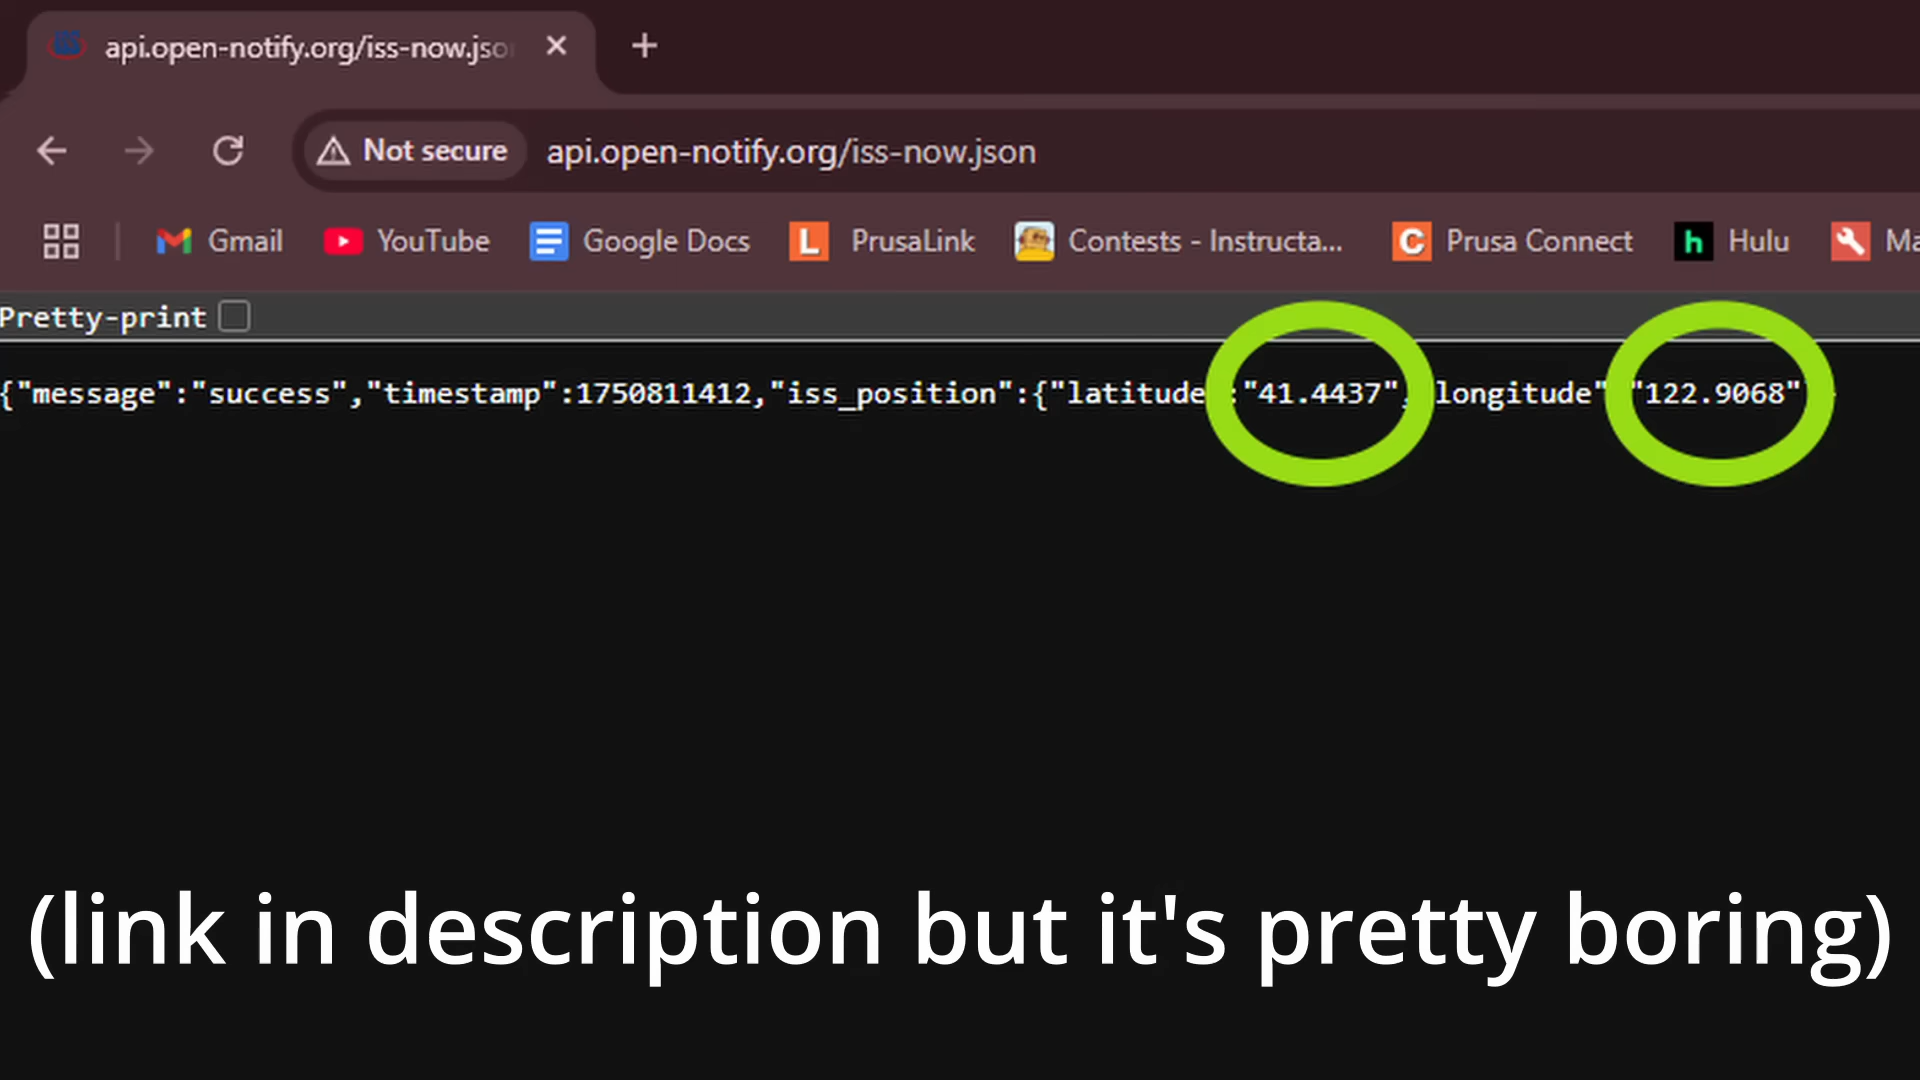 api.open-notify.org/iss-now.jso
Not secure api.open-notify.org/iss-now.json
Gmail YouTube Google Docs L PrusaLink Contests - Instructa... C Prusa Connect h Hulu Ma
Pretty-print
{"message":"success","timestamp":1750811412,"iss_position":{"latitude":"41.4437", longitude" "122.9068"
(link in description but it's pretty boring)